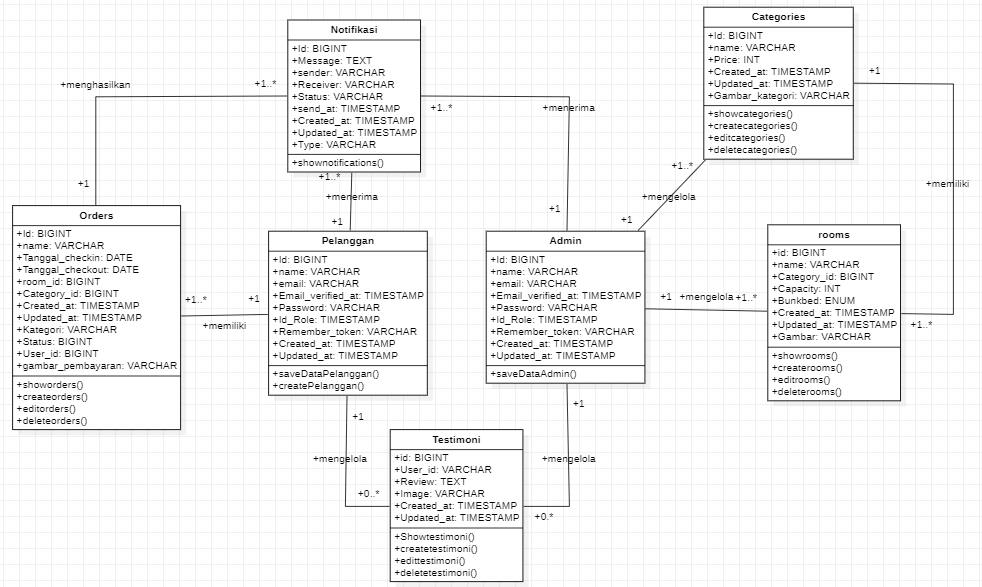 Notifikasi
+Id: BIGINT
+Message: TEXT
+sender: VARCHAR
+Receiver: VARCHAR
+Status: VARCHAR
+send_at: TIMESTAMP
+Created_at: TIMESTAMP
+Updated_at: TIMESTAMP
+Type: VARCHAR
+shownotifications()
Categories
+Id: BIGINT
+name: VARCHAR
+Price: INT
+Created_at: TIMESTAMP
+Updated_at: TIMESTAMP
+Gambar_kategori: VARCHAR
+showcategories()
+createcategories()
+editcategories()
+deletecategories()
+menghasilkan
+1..*
+1
+1..*
+menerima
+1
+1..*
+menerima
+1
+1..*
+mengelola
+1
+1
+memiliki
+1..*
Orders
+Id: BIGINT
+name: VARCHAR
+Tanggal_checkin: DATE
+Tanggal_checkout: DATE
+room_id: BIGINT
+Category_id: BIGINT
+Created_at: TIMESTAMP
+Updated_at: TIMESTAMP
+Kategori: VARCHAR
+Status: BIGINT
+User_id: BIGINT
+gambar_pembayaran: VARCHAR
+showorders()
+createorders()
+editorders()
+deleteorders()
+1..*
+1
+memiliki
Pelanggan
+Id: BIGINT
+name: VARCHAR
+email: VARCHAR
+Email_verified_at: TIMESTAMP
+Password: VARCHAR
+Id_Role: TIMESTAMP
+Remember_token: VARCHAR
+Created_at: TIMESTAMP
+Updated_at: TIMESTAMP
+saveDataPelanggan()
+createPelanggan()
Admin
+Id: BIGINT
+name: VARCHAR
+email: VARCHAR
+Email_verified_at: TIMESTAMP
+Password: VARCHAR
+Id_Role: TIMESTAMP
+Remember_token: VARCHAR
+Created_at: TIMESTAMP
+Updated_at: TIMESTAMP
+saveDataAdmin()
+1 +mengelola +1..*
rooms
+id: BIGINT
+name: VARCHAR
+Category_id: BIGINT
+Capacity: INT
+Bunkbed: ENUM
+Created_at: TIMESTAMP
+Updated_at: TIMESTAMP
+Gambar: VARCHAR
+showrooms()
+createrooms()
+editrooms()
+deleterooms()
+1
+mengelola
+0..*
+1
+mengelola
+0.*
Testimoni
+id: BIGINT
+User_id: VARCHAR
+Review: TEXT
+Image: VARCHAR
+Created_at: TIMESTAMP
+Updated_at: TIMESTAMP
+Showtestimoni()
+createtestimoni()
+edittestimoni()
+deletetestimoni()